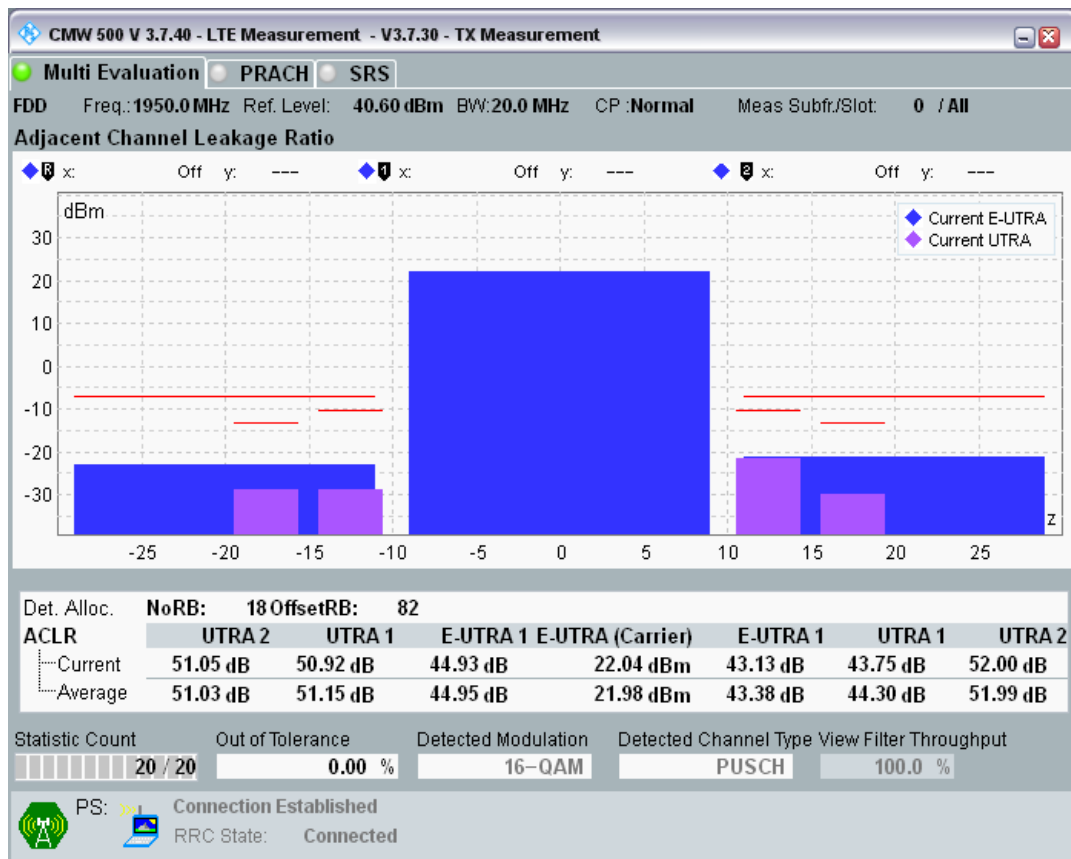 CMW 500 V 3.7.40 - LTE Measurement - V3.7.30 - TX Measurement
Multi Evaluation PRACH SRS
FDD Freq.:1950.0 MHz Ref. Level: 40.60 dBm BW:20.0 MHz CP :Normal Meas Subfr./Slot: 0 / All
Adjacent Channel Leakage Ratio
R x: Off y: --- 1 x: Off y: --- 2 x: Off y: ---
dBm
Current E-UTRA
Current UTRA
30
20
10
0
-10
-20
-30
z
-25 -20 -15 -10 -5 0 5 10 15 20 25
Det. Alloc. NoRB: 18 OffsetRB: 82
ACLR UTRA 2 UTRA 1 E-UTRA 1 E-UTRA (Carrier) E-UTRA 1 UTRA 1 UTRA 2
Current 51.05 dB 50.92 dB 44.93 dB 22.04 dBm 43.13 dB 43.75 dB 52.00 dB
Average 51.03 dB 51.15 dB 44.95 dB 21.98 dBm 43.38 dB 44.30 dB 51.99 dB
Statistic Count Out of Tolerance Detected Modulation Detected Channel Type View Filter Throughput
20 / 20 0.00 % 16-QAM PUSCH 100.0 %
PS: Connection Established
RRC State: Connected